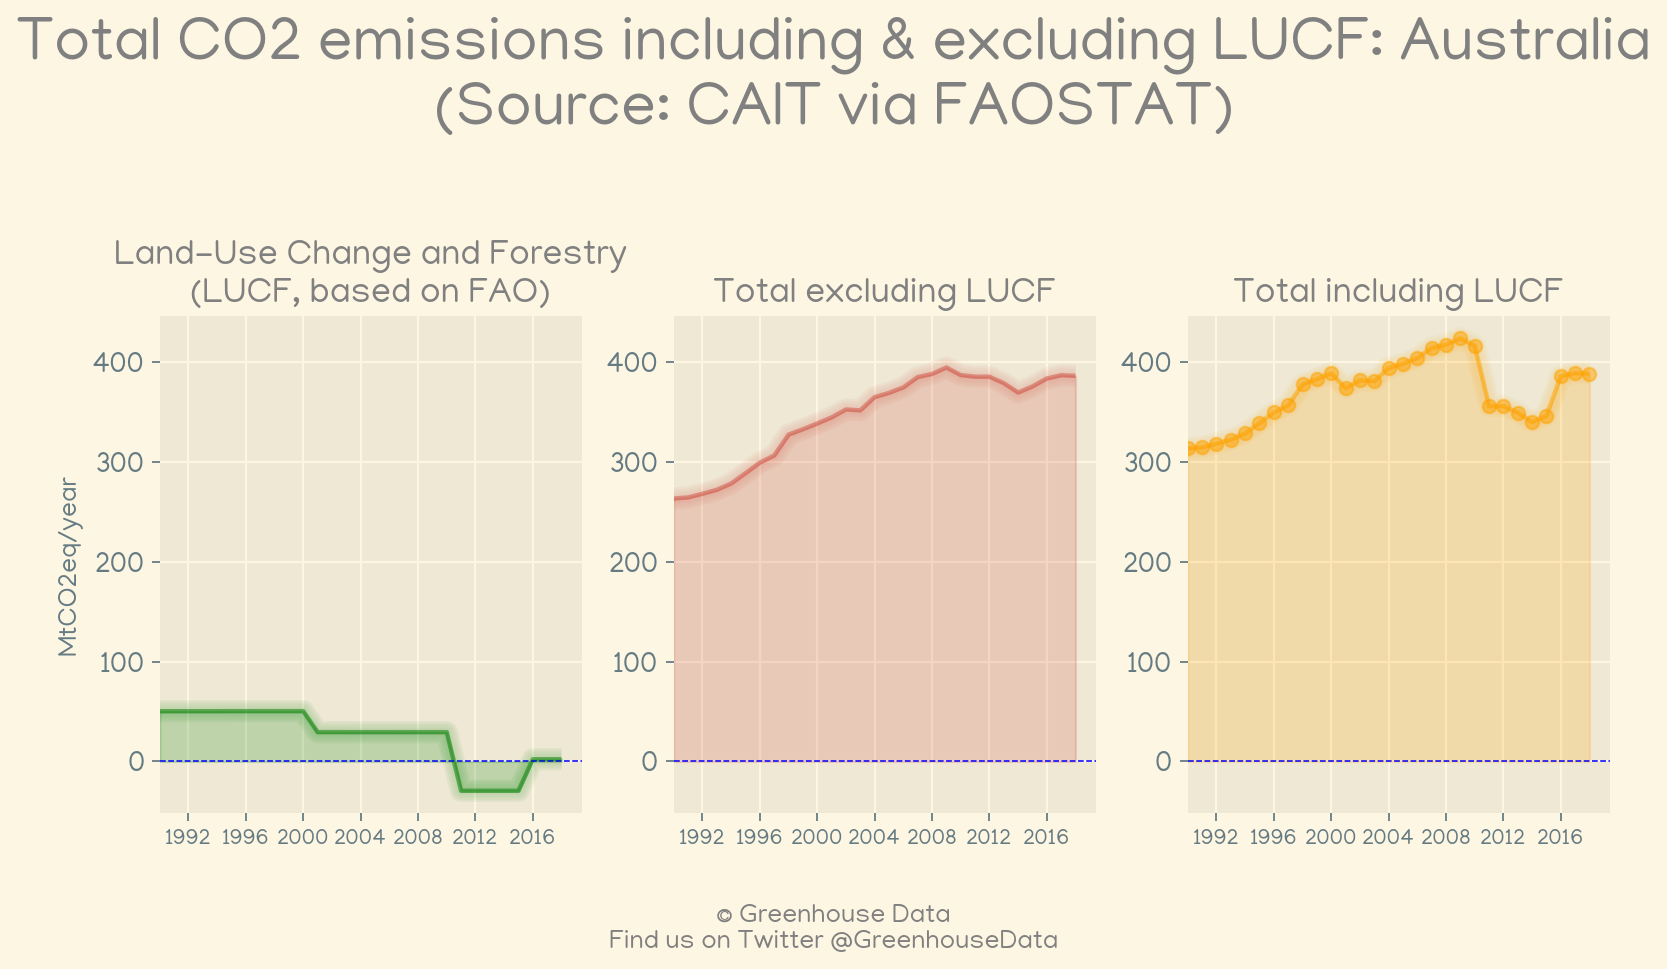 Total CO2 emissions including & excluding LUCF: Australia
(Source: CAIT via FAOSTAT)
Land-Use Change and Forestry
(LUCF, based on FAO)
MtCO2eq/year
400
300
200
100
0
1992 1996 2000 2004 2008 2012 2016
Total excluding LUCF
400
300
200
100
0
1992 1996 2000 2004 2008 2012 2016
Total including LUCF
400
300
200
100
0
1992 1996 2000 2004 2008 2012 2016
© Greenhouse Data
Find us on Twitter @GreenhouseData